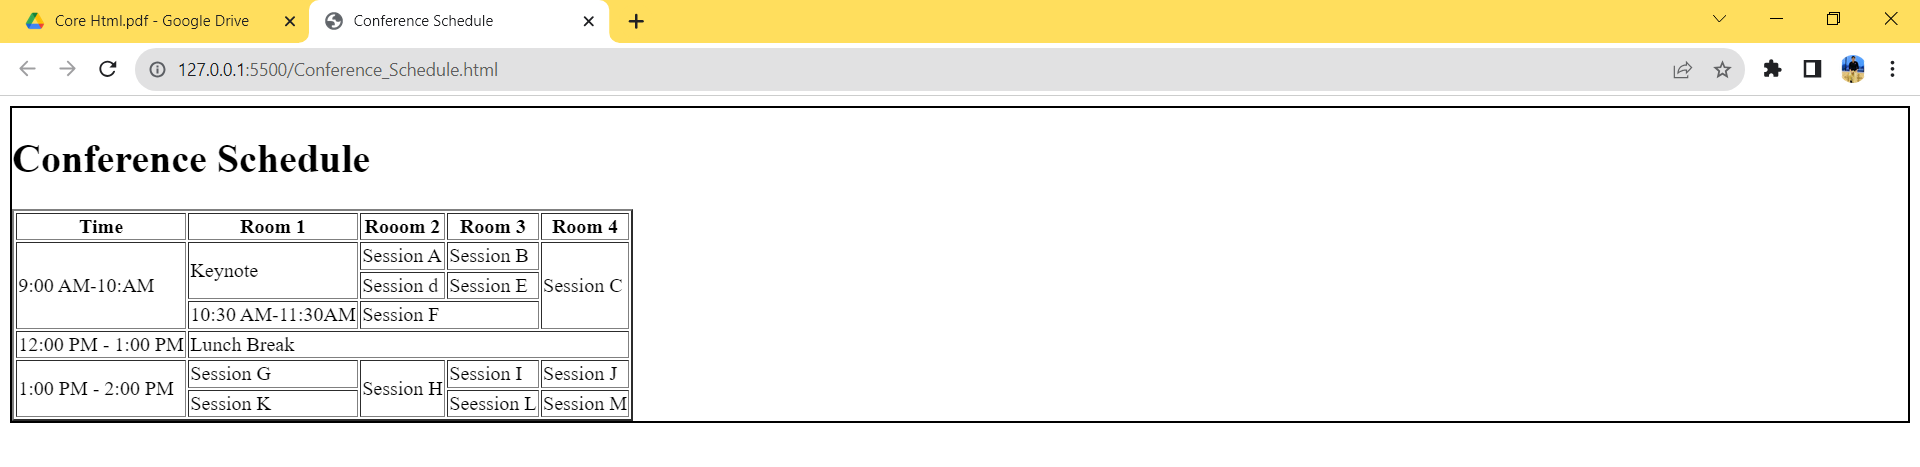 Core Html.pdf - Google Drive
Conference Schedule
127.0.0.1:5500/Conference_Schedule.html
Conference Schedule
Time Room 1 Rooom 2 Room 3 Room 4
9:00 AM-10:AM Keynote Session A Session B Session C
Session d Session E
10:30 AM-11:30AM Session F
12:00 PM - 1:00 PM Lunch Break
1:00 PM - 2:00 PM Session G Session H Session I Session J
Session K Seession L Session M